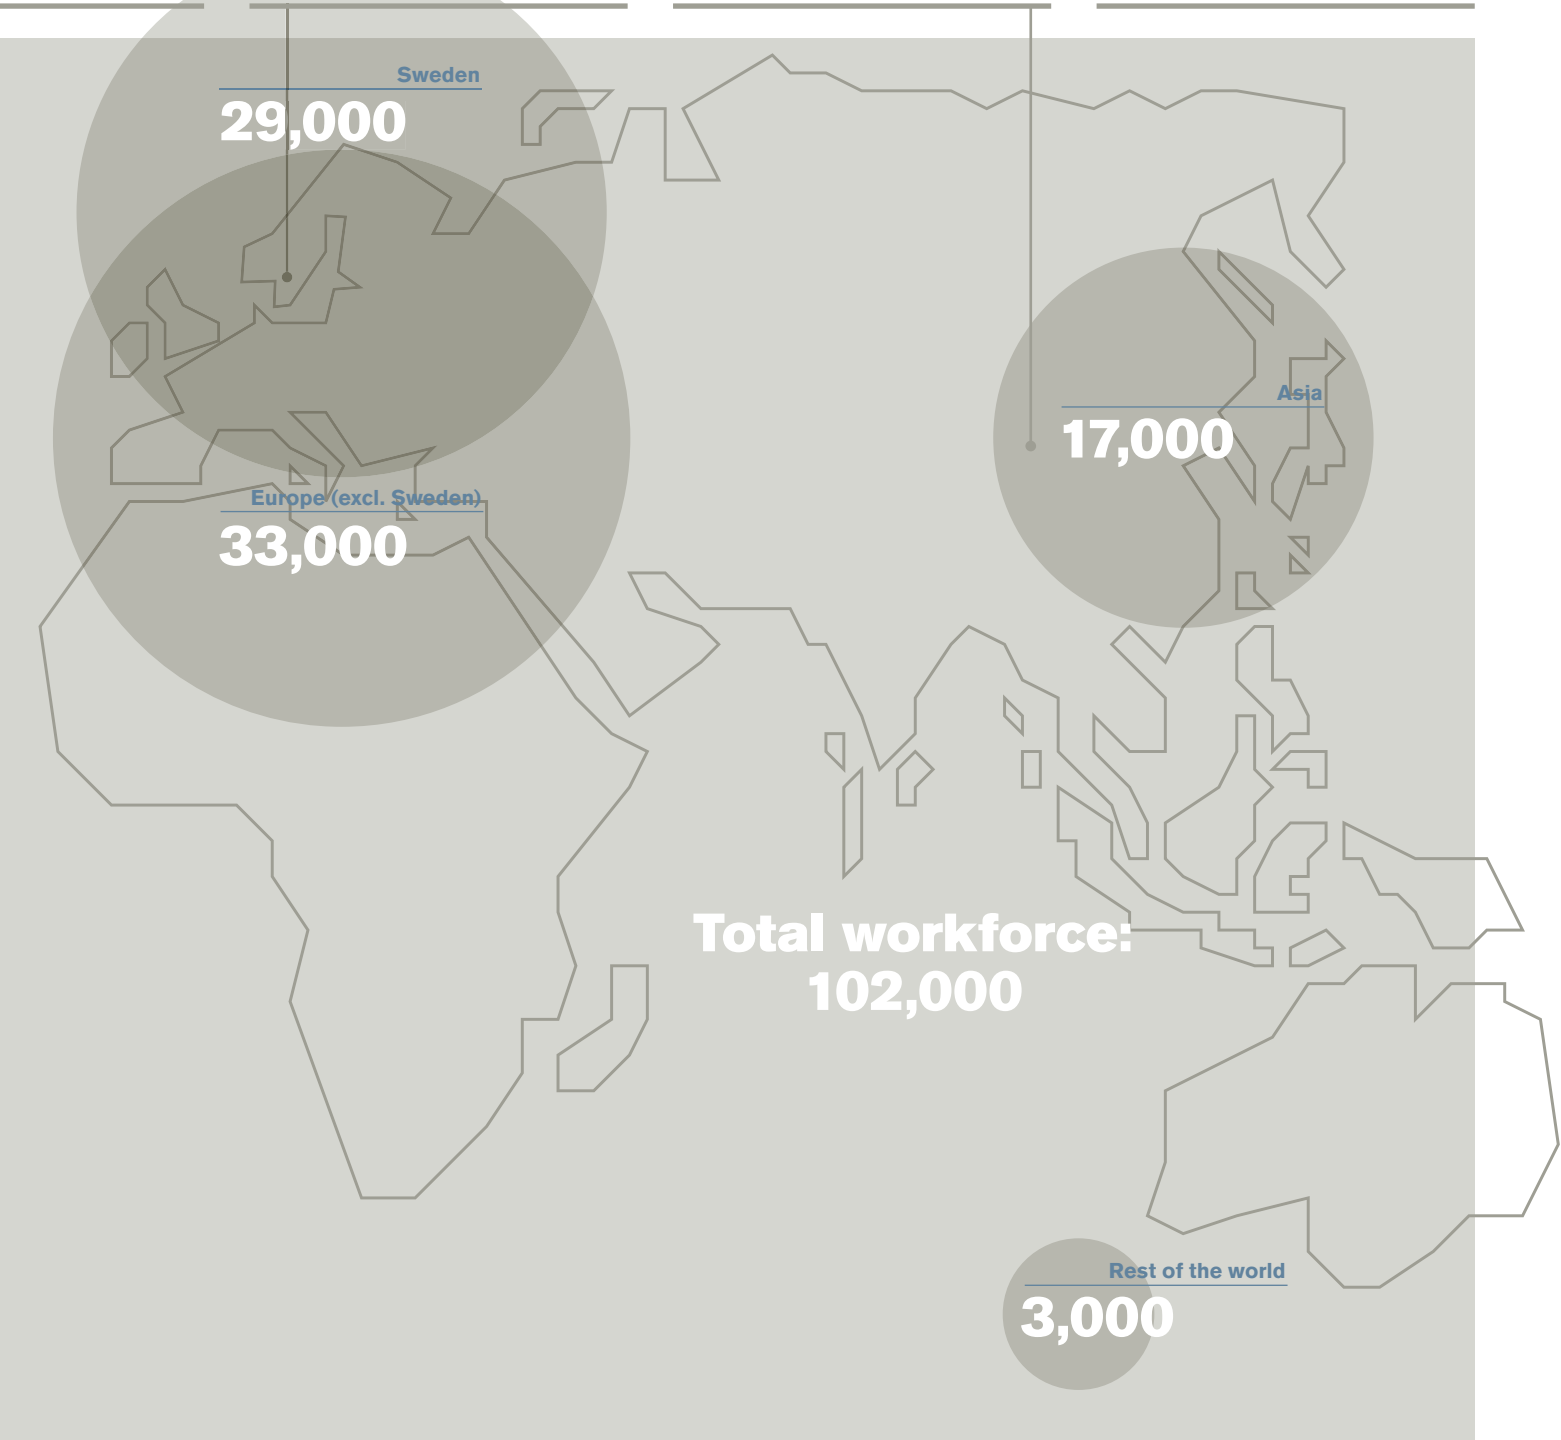 Sweden
29,000
Asia
17,000
Europe (excl. Sweden)
33,000
Total workforce:
102,000
Rest of the world
3,000